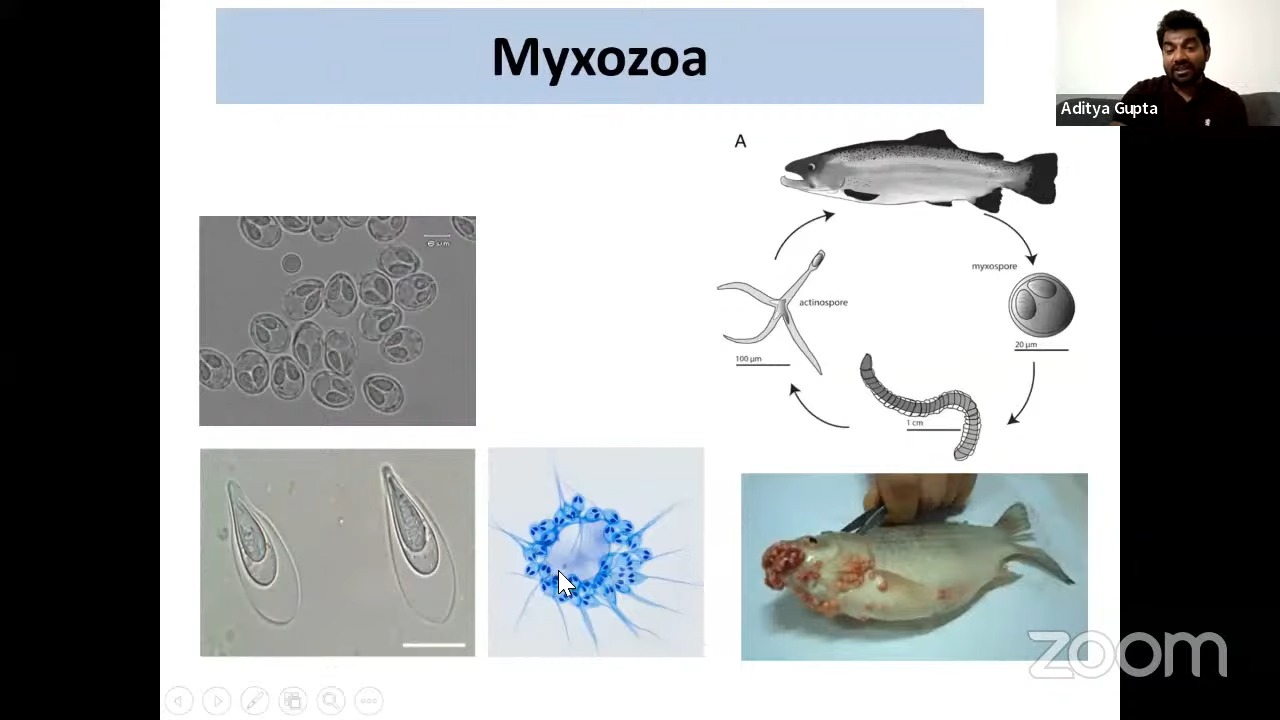 Myxozoa
Aditya Gupta
A
myxospore
actinospore
20 µm
100 µm
1 cm
zoom